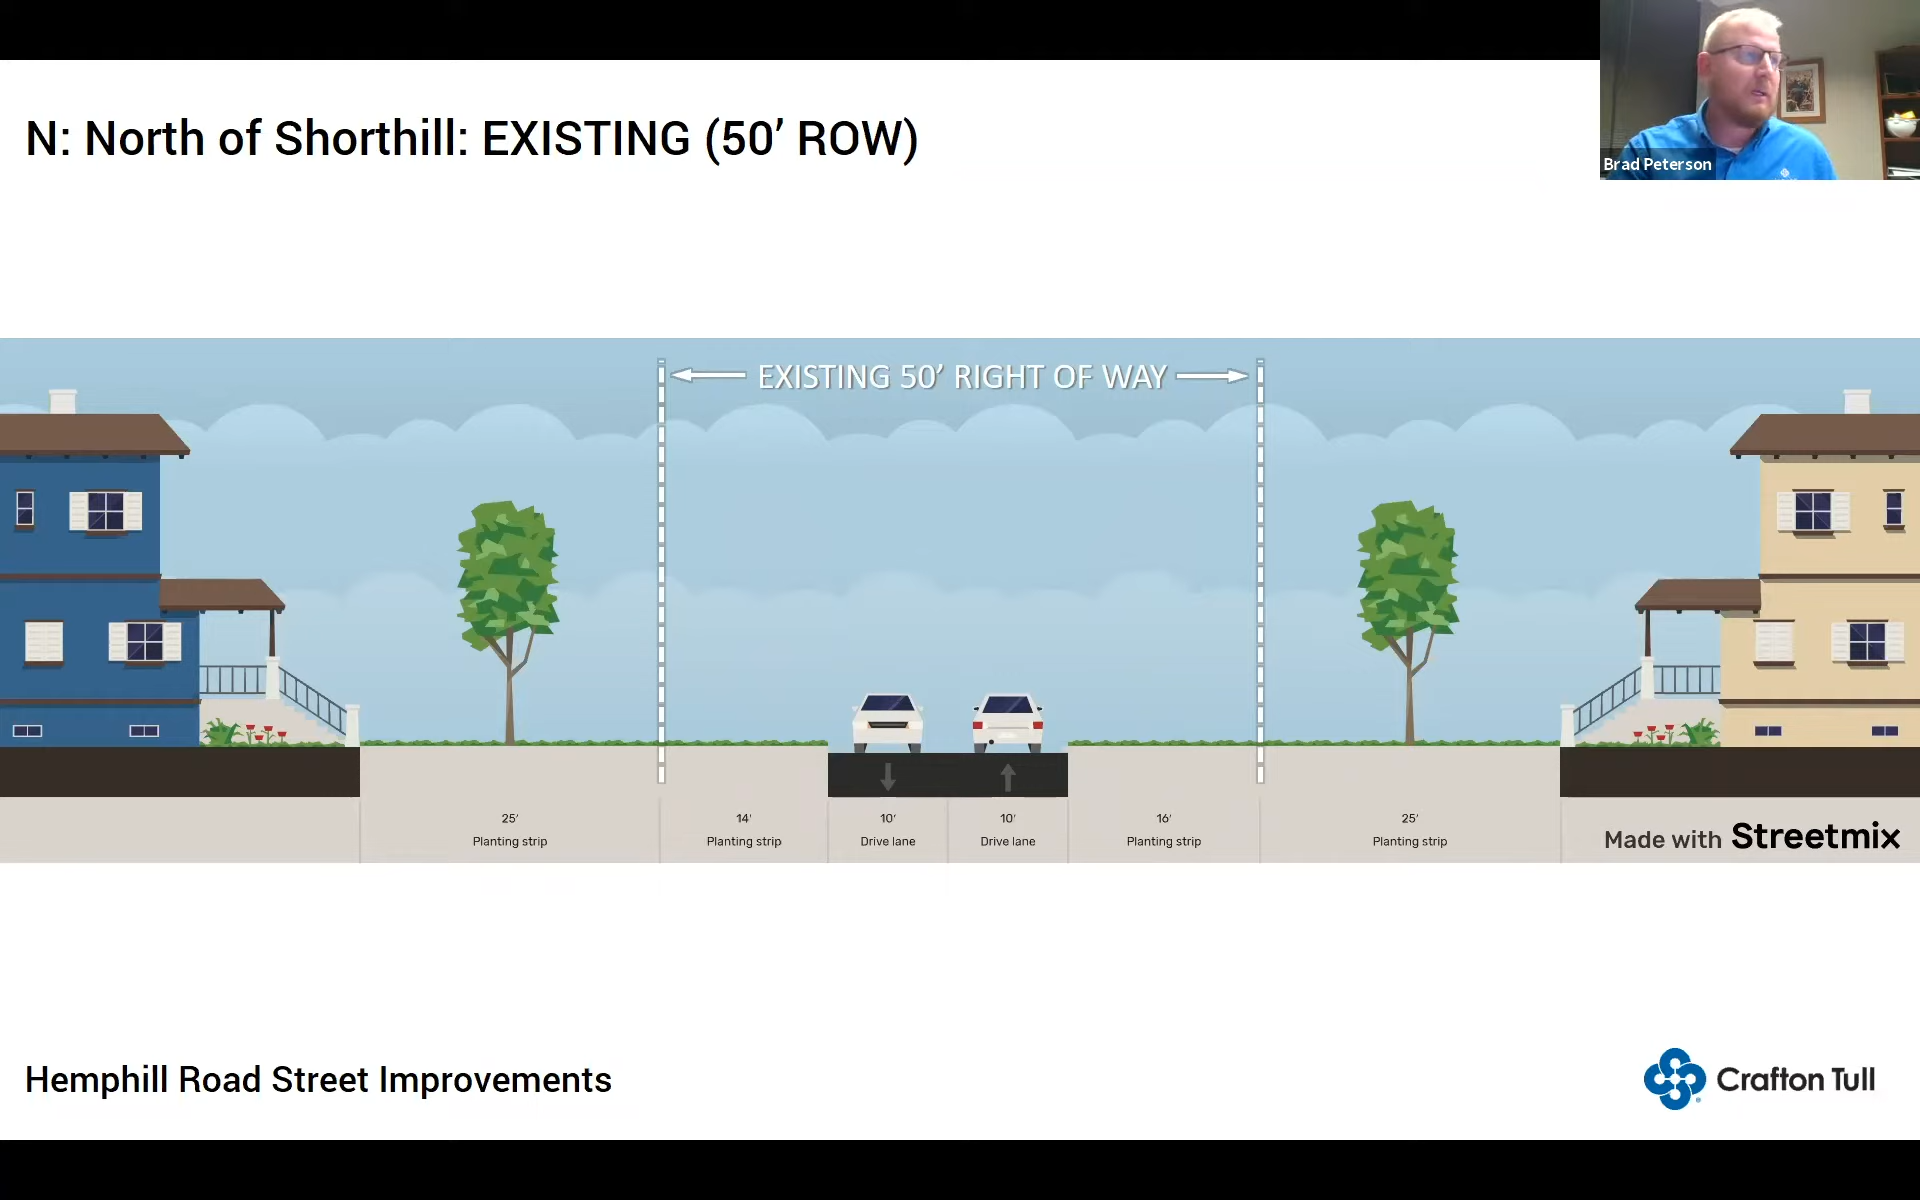 N: North of Shorthill: EXISTING (50’ ROW)
Brad Peterson
EXISTING 50’ RIGHT OF WAY
25′
Planting strip
14′
Planting strip
10′
Drive lane
10′
Drive lane
16′
Planting strip
25′
Planting strip
Made with Streetmix
Hemphill Road Street Improvements
Crafton Tull